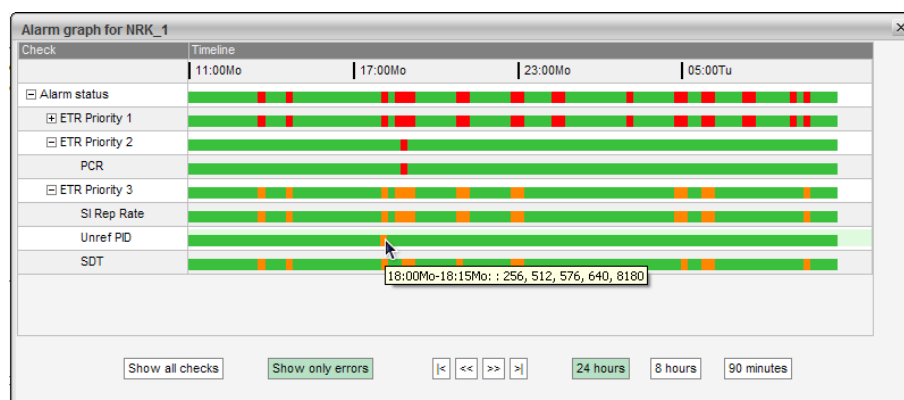 Alarm graph for NRK_1
Check Timeline
11:00Mo 17:00Mo 23:00Mo 05:00Tu
Alarm status
ETR Priority 1
ETR Priority 2
PCR
ETR Priority 3
SI Rep Rate
Unref PID
SDT
18:00Mo-18:15Mo: : 256, 512, 576, 640, 8180
Show all checks Show only errors |< << >> >| 24 hours 8 hours 90 minutes